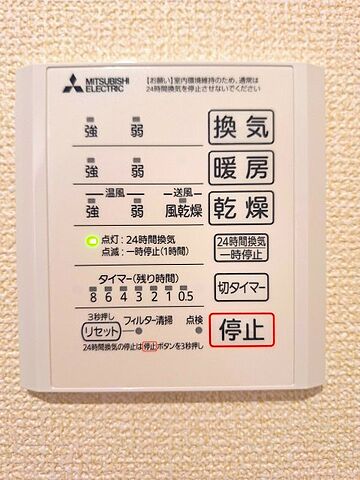 MITSUBISHI
ELECTRIC
【お願い】室内環境維持のため、通常は
24時間換気を停止させないでください
強 弱 換気
強 弱 暖房
温風 送風
強 弱 風乾燥 乾燥
点灯:24時間換気
点滅:一時停止(1時間)
24時間換気
一時停止
タイマー(残り時間)
8 6 4 3 2 1 0.5
切タイマー
3秒押し
リセット フィルター清掃 点検
停止
24時間換気の停止は停止ボタンを3秒押し